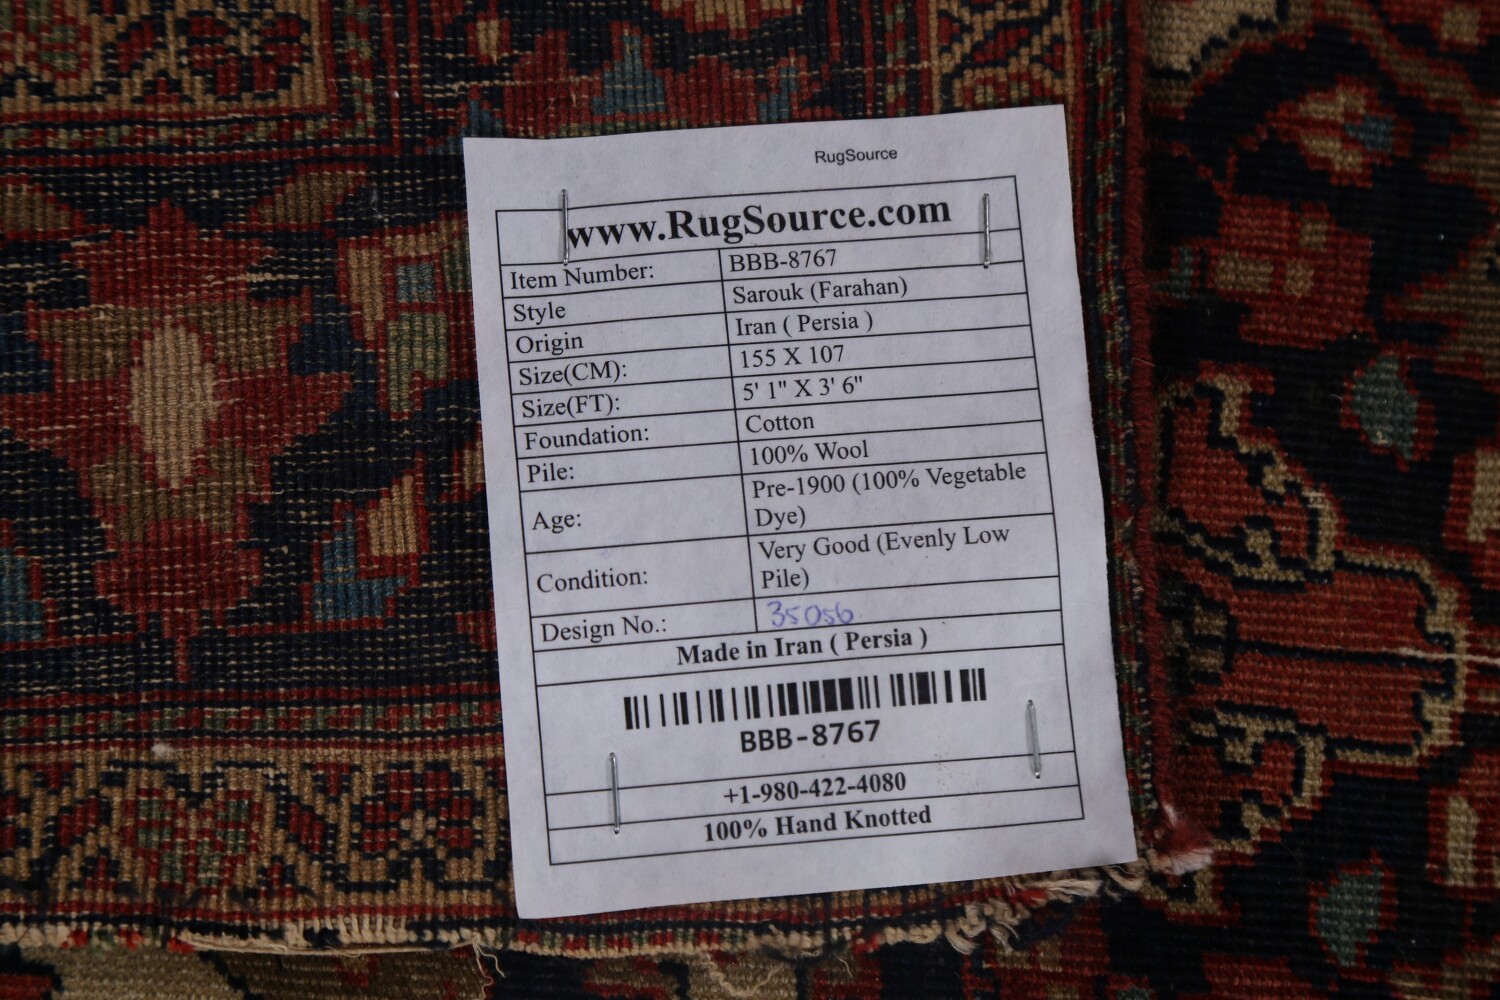 RugSource
www.RugSource.com
Item Number: BBB-8767
Style Sarouk (Farahan)
Origin Iran ( Persia )
Size(CM): 155 X 107
Size(FT): 5' 1" X 3' 6"
Foundation: Cotton
Pile: 100% Wool
Age: Pre-1900 (100% Vegetable
Dye)
Condition: Very Good (Evenly Low
Pile)
Design No.: 35056
Made in Iran ( Persia )
BBB-8767
+1-980-422-4080
100% Hand Knotted